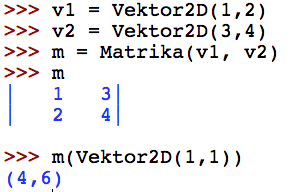 >>> v1 = Vektor2D(1,2)
>>> v2 = Vektor2D(3,4)
>>> m = Matrika(v1, v2)
>>> m
|   1   3|
|   2   4|
>>> m(Vektor2D(1,1))
(4,6)